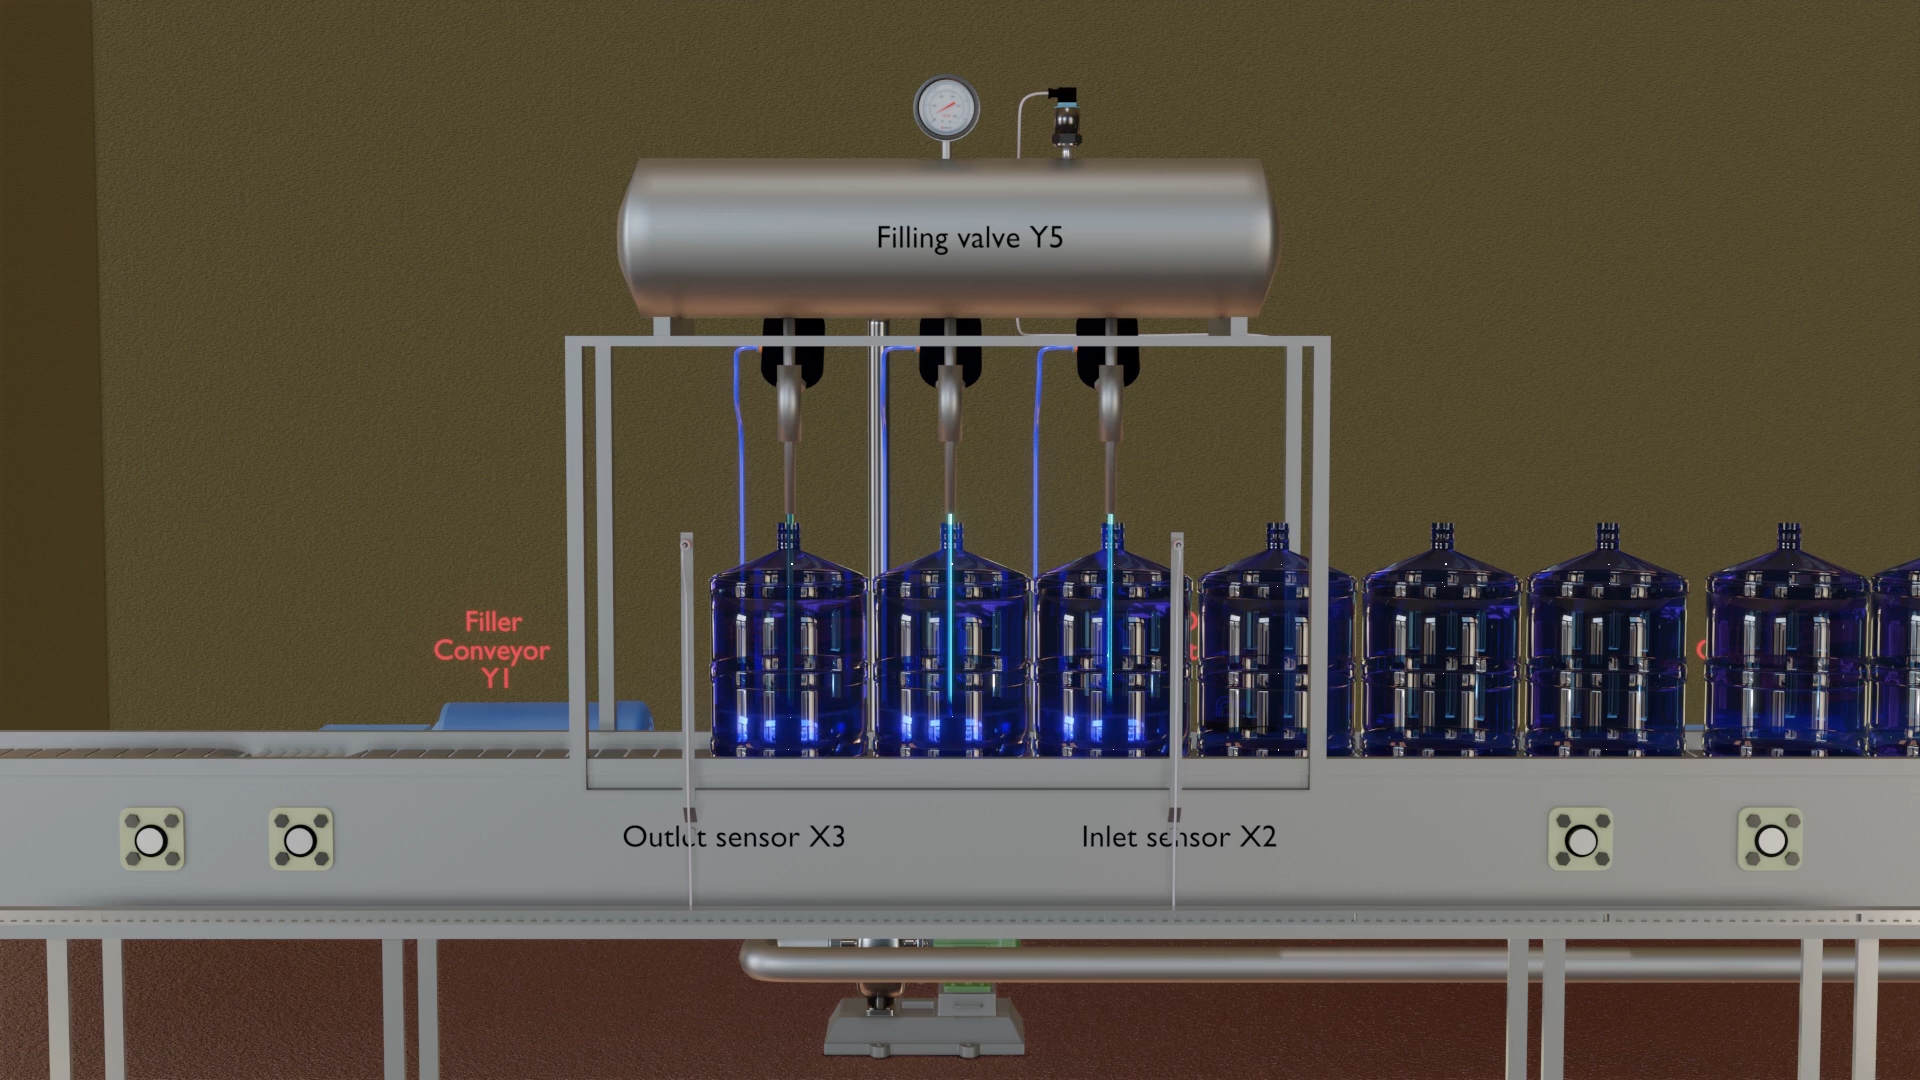 Filling valve Y5
Filler
Conveyor
Y1
Outlet sensor X3
Inlet sensor X2